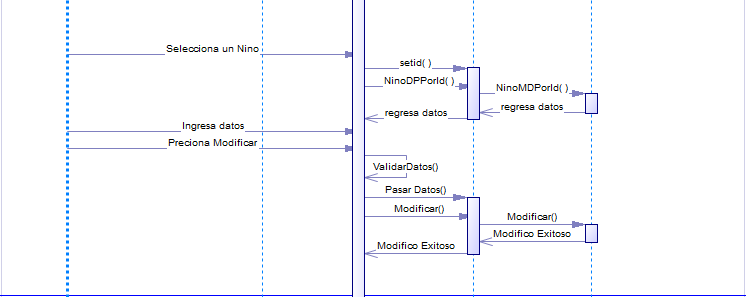 Selecciona un Nino
setid( )
NinoDPPorId( )
NinoMDPorId( )
regresa datos
regresa datos
Ingresa datos
Preciona Modificar
ValidarDatos()
Pasar Datos()
Modificar()
Modificar()
Modifico Exitoso
Modifico Exitoso